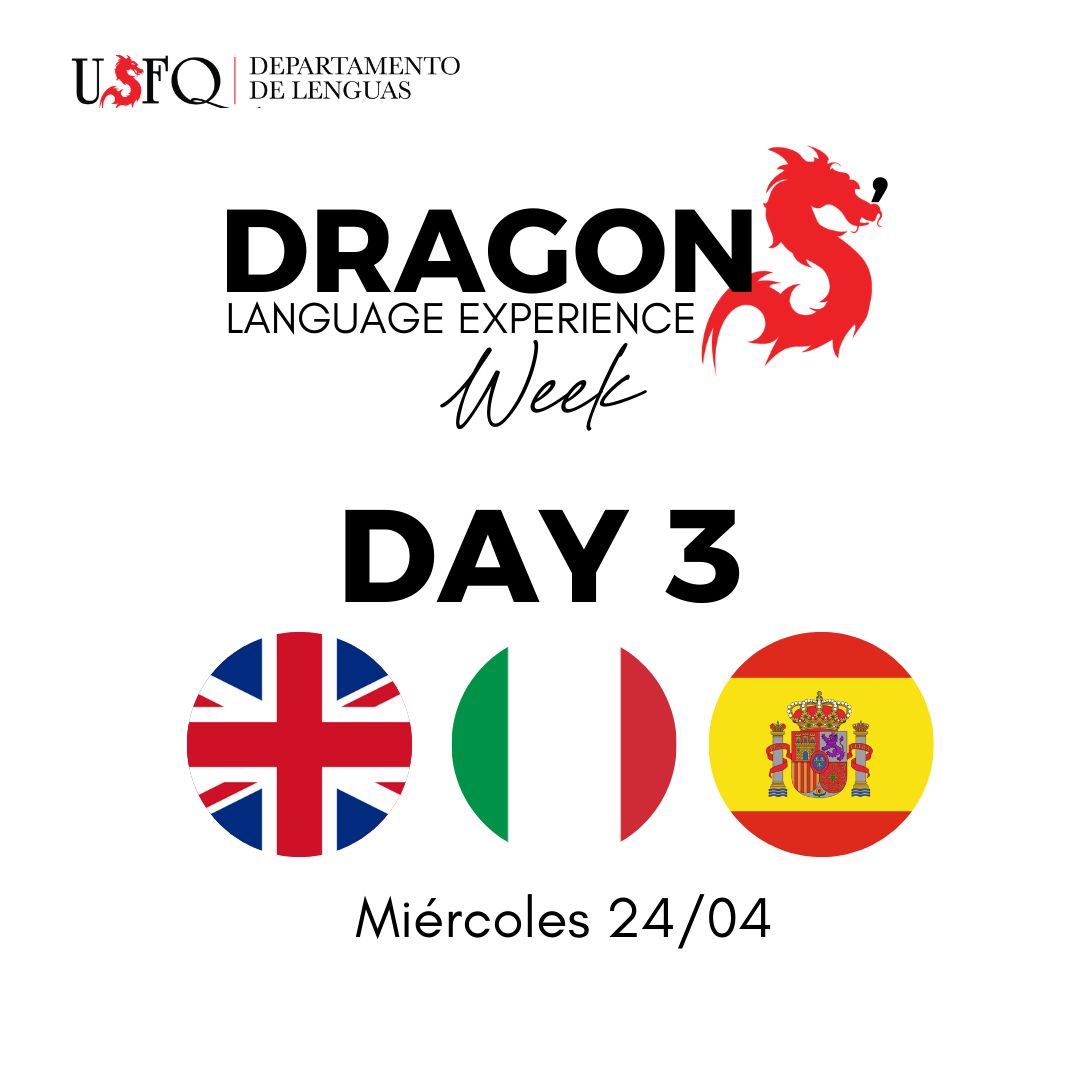 USFQ
DEPARTAMENTO
DE LENGUAS
DRAGONS'
LANGUAGE EXPERIENCE
Week
DAY 3
Miércoles 24/04